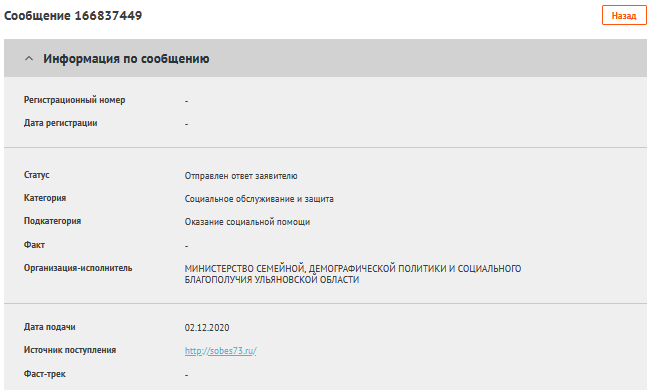 Сообщение 166837449
Назад
Информация по сообщению
Регистрационный номер -
Дата регистрации -
Статус Отправлен ответ заявителю
Категория Социальное обслуживание и защита
Подкатегория Оказание социальной помощи
Факт -
Организация-исполнитель МИНИСТЕРСТВО СЕМЕЙНОЙ, ДЕМОГРАФИЧЕСКОЙ ПОЛИТИКИ И СОЦИАЛЬНОГО
БЛАГОПОЛУЧИЯ УЛЬЯНОВСКОЙ ОБЛАСТИ
Дата подачи 02.12.2020
Источник поступления http://sobes73.ru/
Фаст-трек -